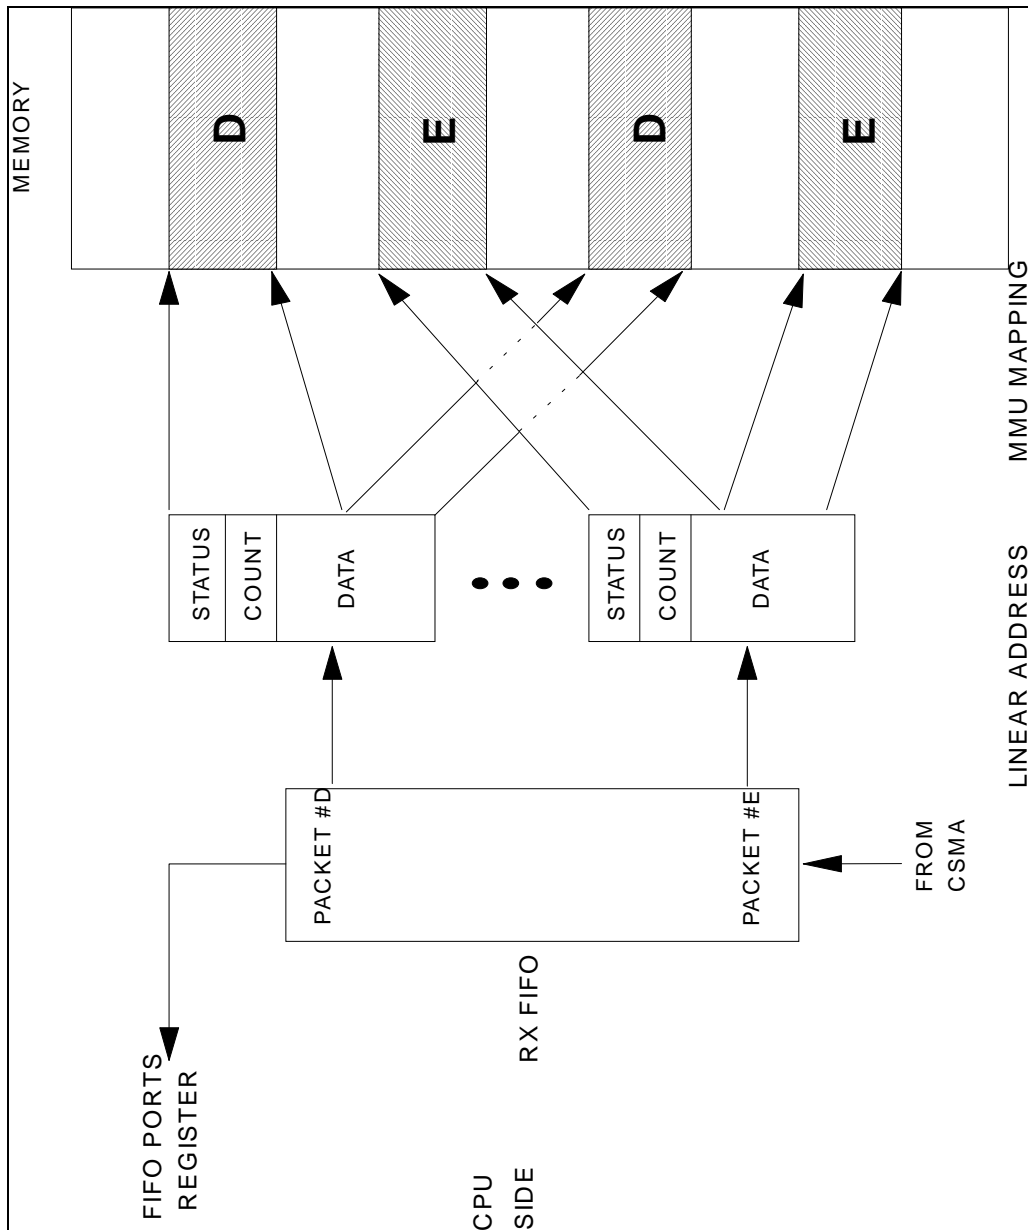 MEMORY
D
E
D
E
MMU MAPPING
STATUS
COUNT
DATA
STATUS
COUNT
DATA
LINEAR ADDRESS
PACKET #D
PACKET #E
FROM
CSMA
RX FIFO
FIFO PORTS
REGISTER
CPU
SIDE